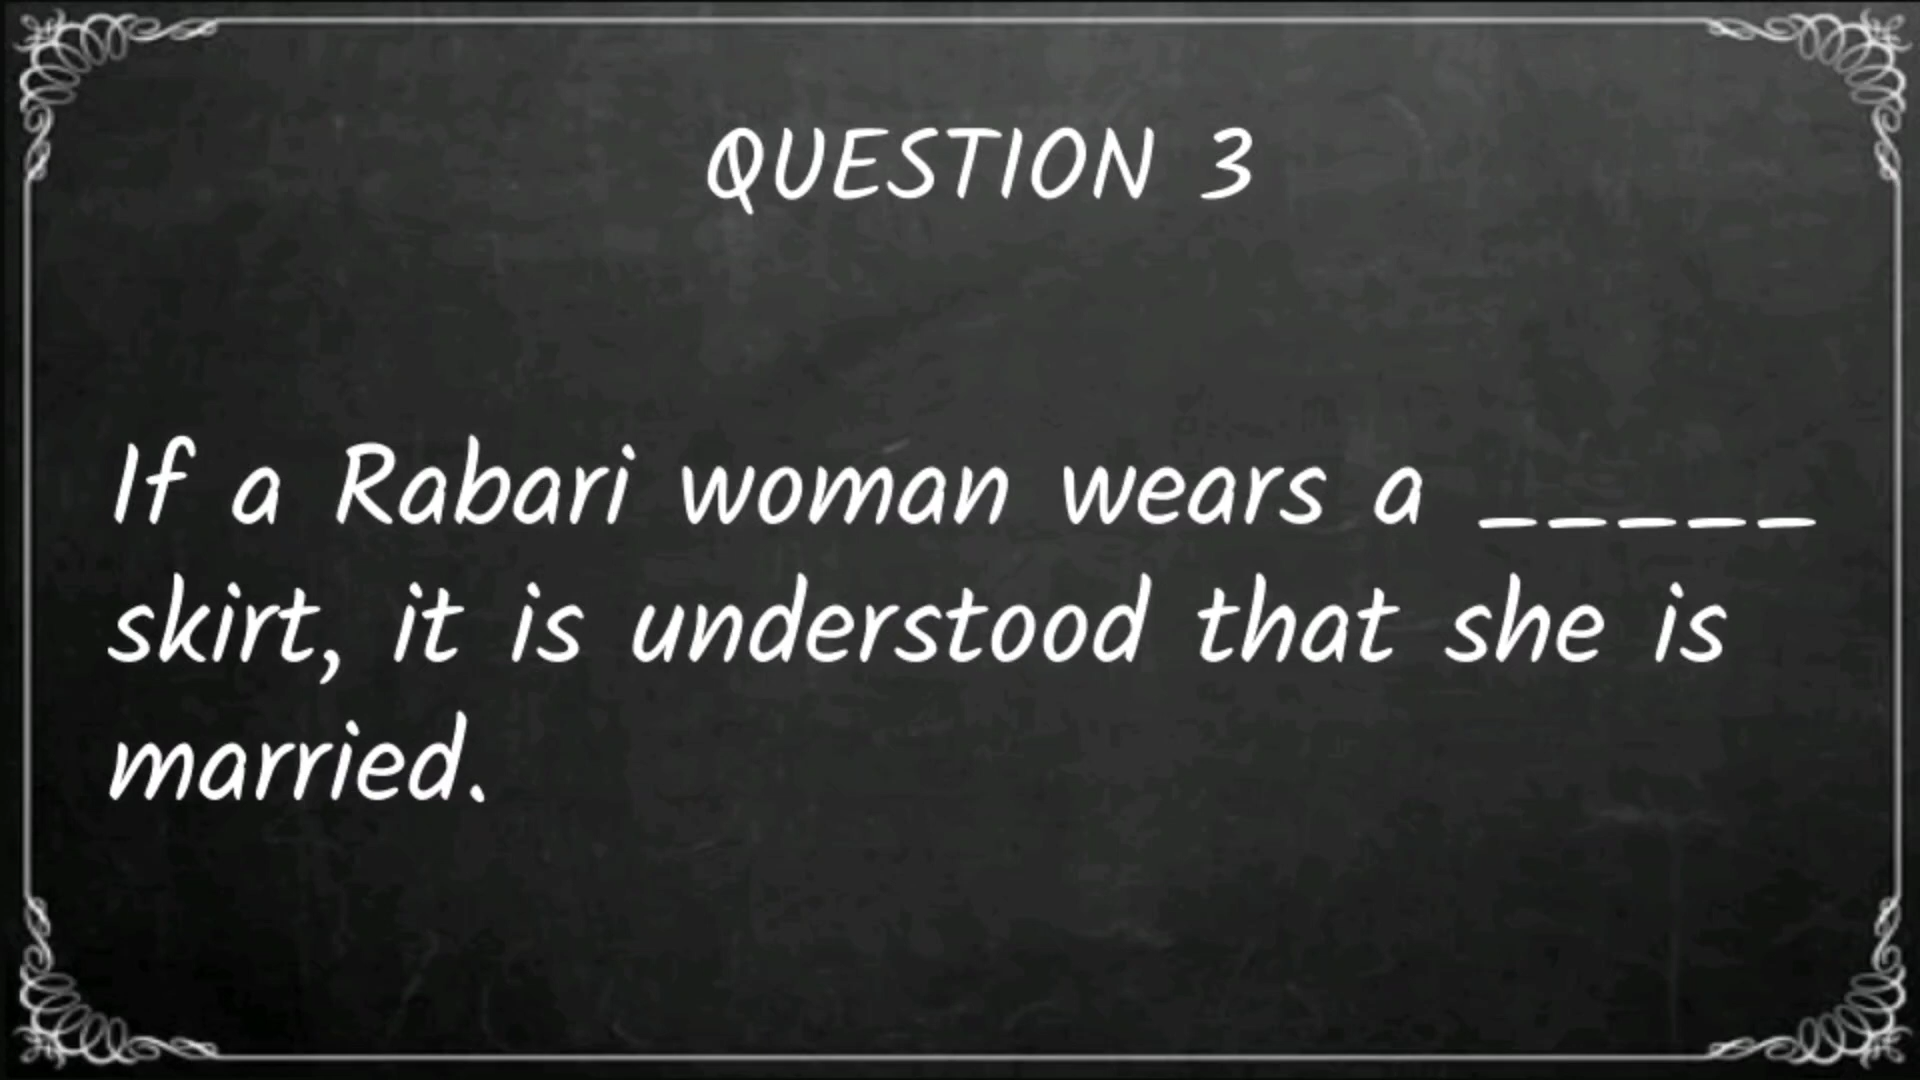 QUESTION 3
If a Rabari woman wears a _____
skirt, it is understood that she is
married.